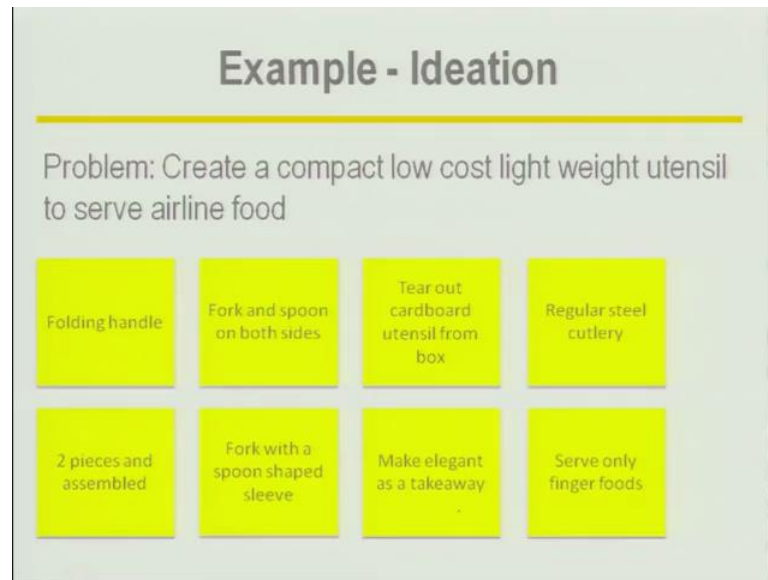 Example - Ideation
Problem: Create a compact low cost light weight utensil
to serve airline food
Folding handle
Fork and spoon
on both sides
Tear out
cardboard
utensil from
box
Regular steel
cutlery
2 pieces and
assembled
Fork with a
spoon shaped
sleeve
Make elegant
as a takeaway
Serve only
finger foods